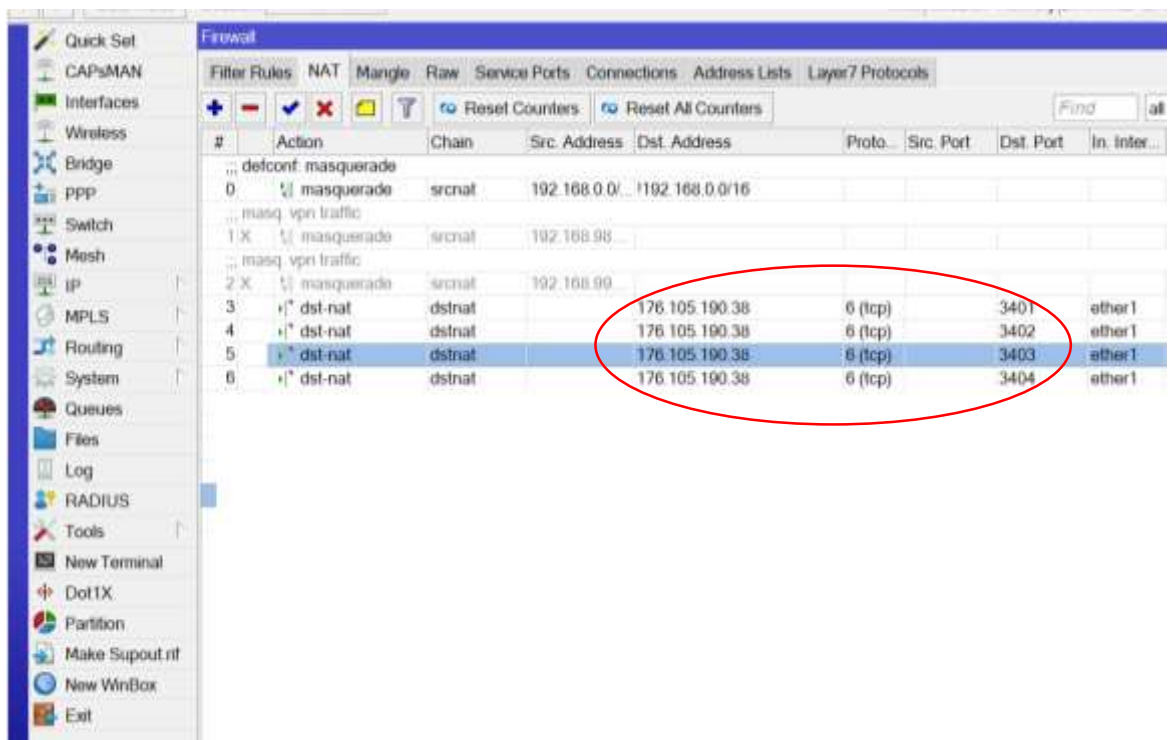 Quick Set
CAPsMAN
Interfaces
Wireless
Bridge
PPP
Switch
Mesh
IP
MPLS
Routing
System
Queues
Files
Log
RADIUS
Tools
New Terminal
Dot1X
Partition
Make Supout.rif
New WinBox
Exit
Firewall
Filter Rules NAT Mangle Raw Service Ports Connections Address Lists Layer7 Protocols
Reset Counters Reset All Counters Find all
# Action Chain Src. Address Dst. Address Proto... Src. Port Dst. Port In. Inter...
;;; defconf: masquerade
0 masquerade srcnat 192.168.0.0/... !192.168.0.0/16
;;; masq. vpn traffic
1 X masquerade srcnat 192.168.98...
;;; masq. vpn traffic
2 X masquerade srcnat 192.168.99...
3 dst-nat dstnat 176.105.190.38 6 (tcp) 3401 ether1
4 dst-nat dstnat 176.105.190.38 6 (tcp) 3402 ether1
5 dst-nat dstnat 176.105.190.38 6 (tcp) 3403 ether1
6 dst-nat dstnat 176.105.190.38 6 (tcp) 3404 ether1